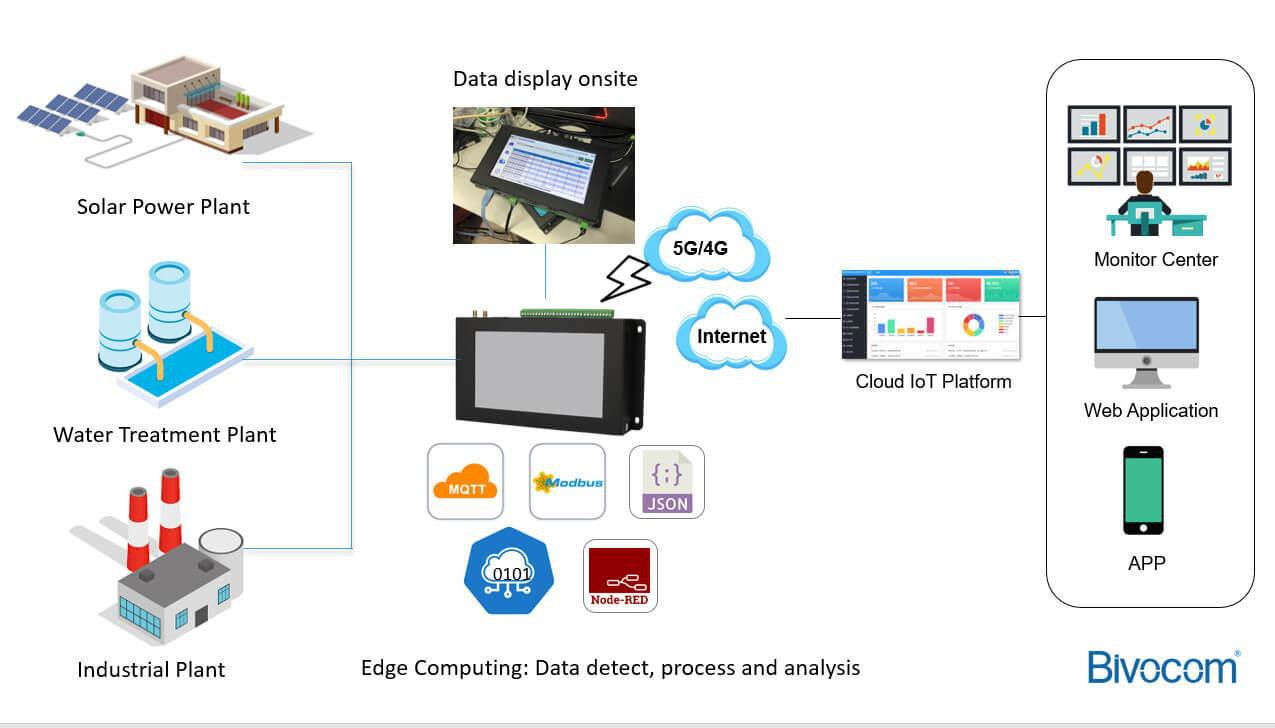 Data display onsite
Solar Power Plant
5G/4G
Internet
Monitor Center
Cloud IoT Platform
Web Application
Water Treatment Plant
MQTT
Modbus
{;}
JSON
0101
Node-RED
APP
Industrial Plant
Edge Computing: Data detect, process and analysis
Bivocom®